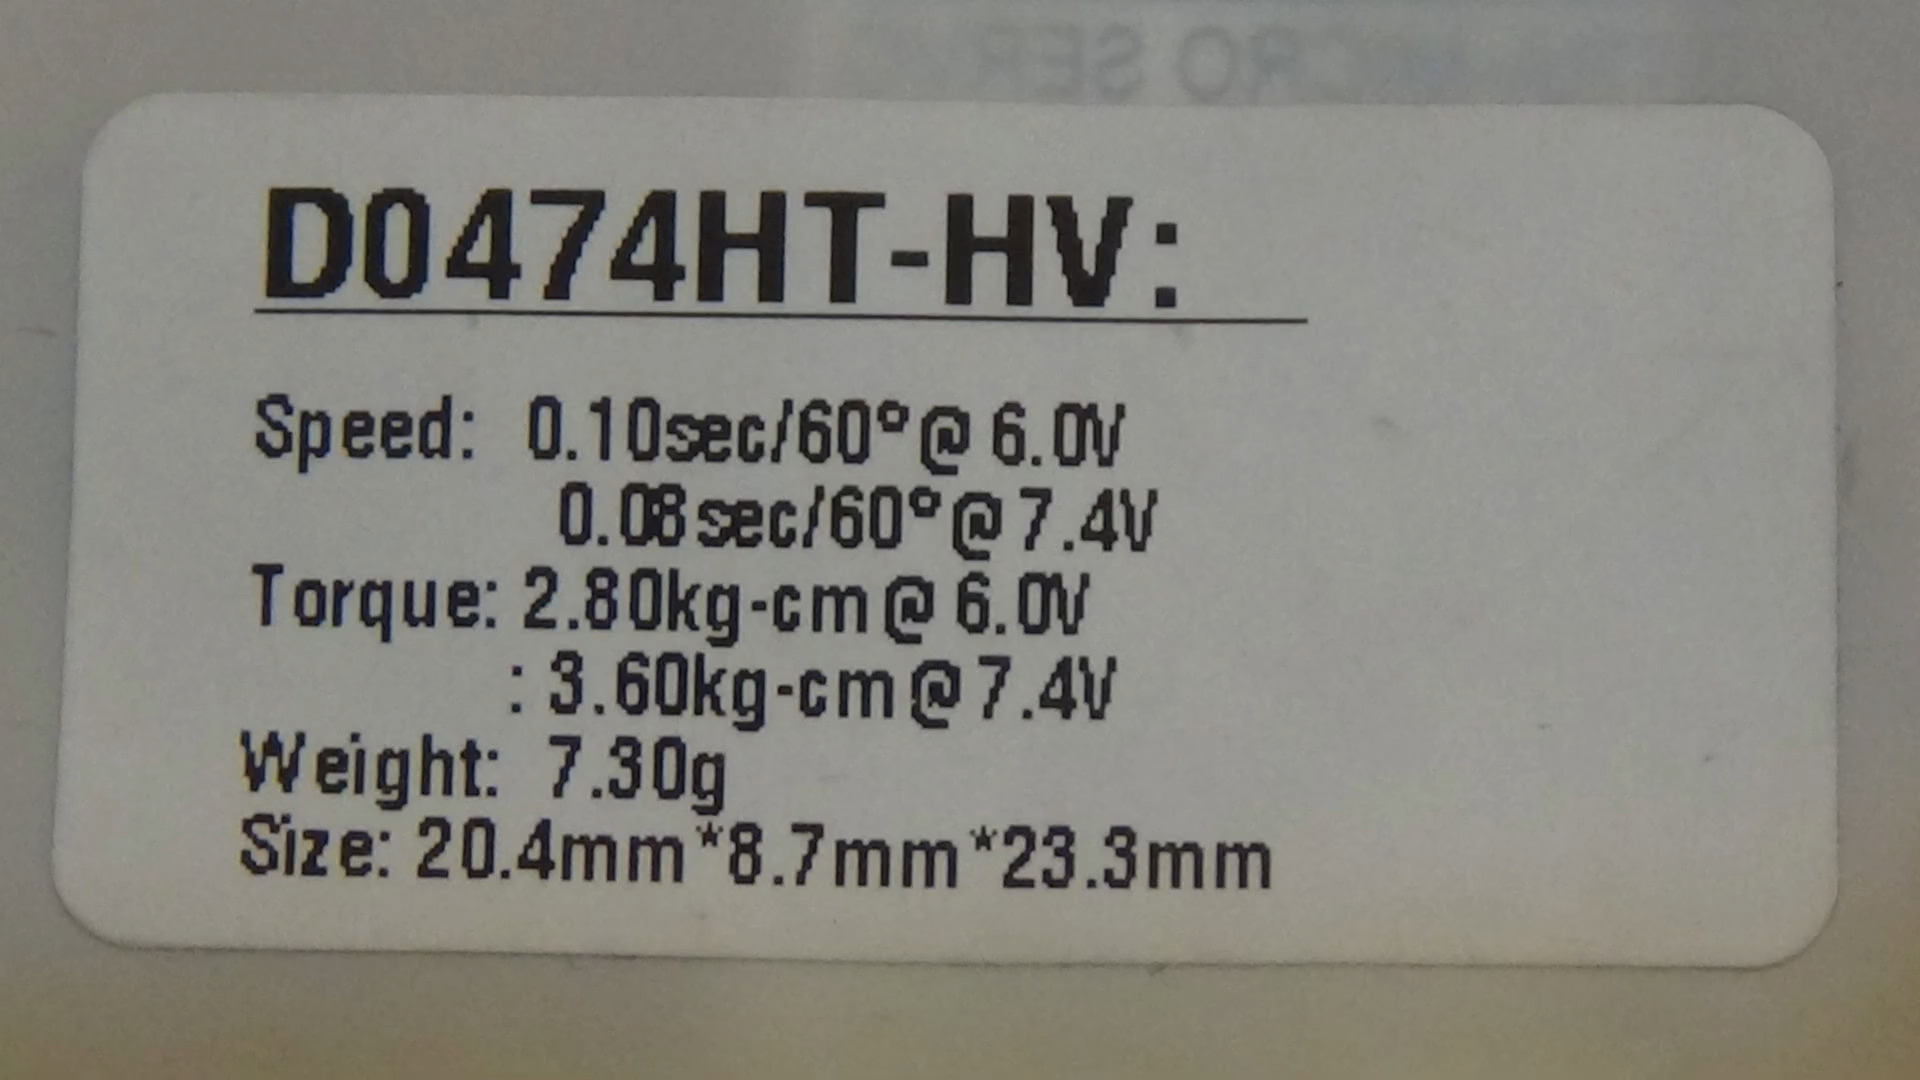 D0474HT-HV:
Speed: 0.10sec/60°@ 6.0V
0.08sec/60°@7.4V
Torque: 2.80kg-cm@ 6.0V
: 3.60kg-cm@7.4V
Weight: 7.30g
Size: 20.4mm*8.7mm*23.3mm